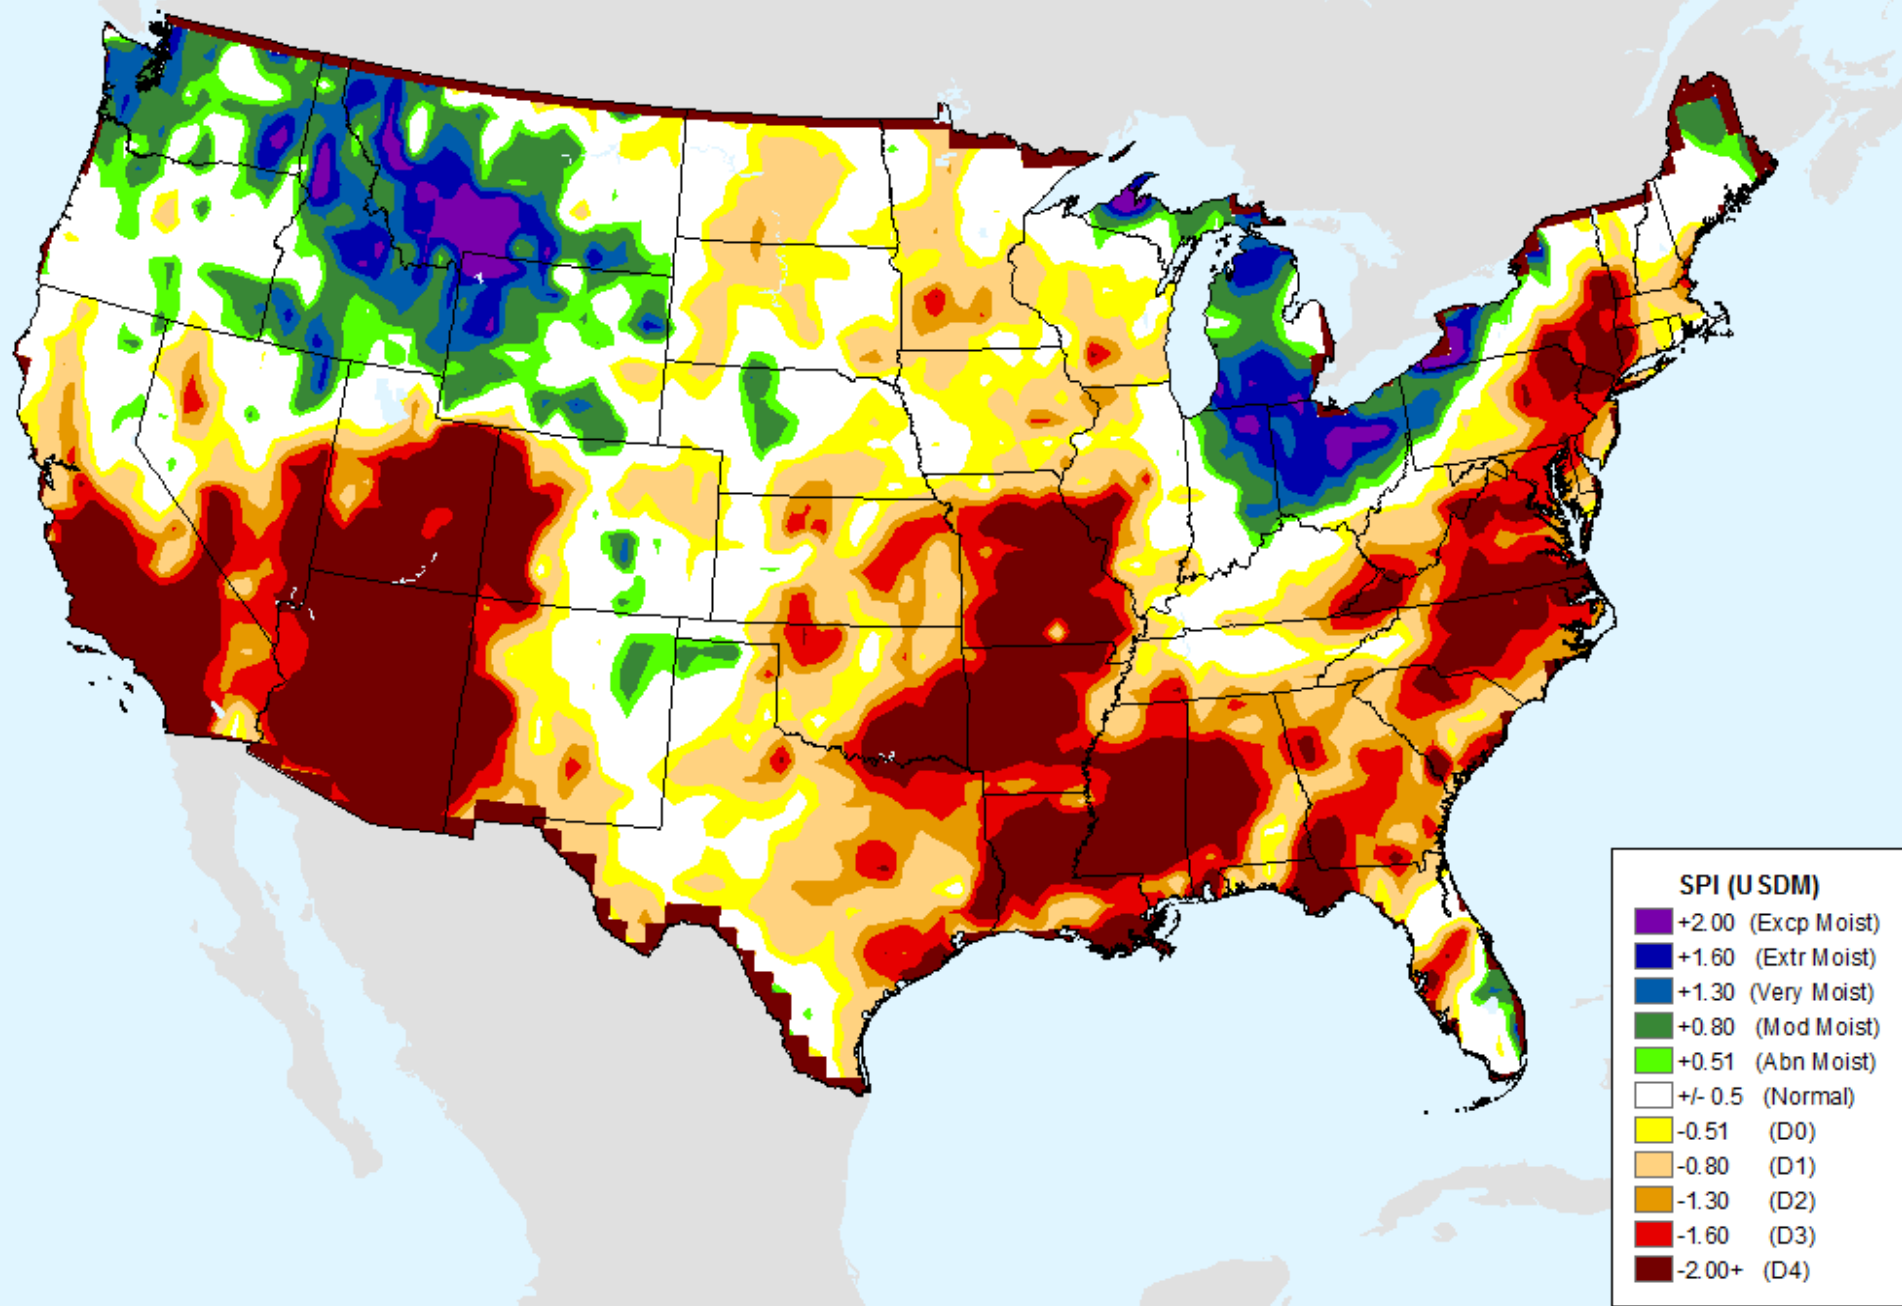 SPI (USDM)
+2.00 (Excp Moist)
+1.60 (Extr Moist)
+1.30 (Very Moist)
+0.80 (Mod Moist)
+0.51 (Abn Moist)
+/- 0.5 (Normal)
-0.51 (D0)
-0.80 (D1)
-1.30 (D2)
-1.60 (D3)
-2.00+ (D4)